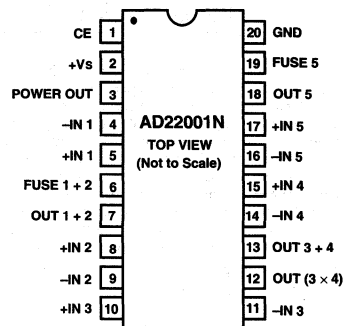 CE 1
+Vs 2
POWER OUT 3
–IN 1 4
+IN 1 5
FUSE 1 + 2 6
OUT 1 + 2 7
+IN 2 8
–IN 2 9
+IN 3 10
AD22001N
TOP VIEW
(Not to Scale)
20 GND
19 FUSE 5
18 OUT 5
17 +IN 5
16 –IN 5
15 +IN 4
14 –IN 4
13 OUT 3 + 4
12 OUT (3 × 4)
11 –IN 3